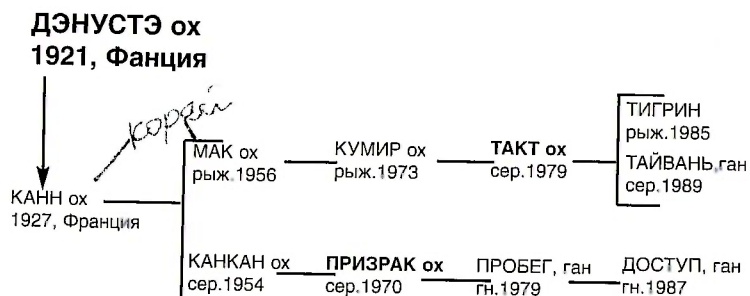 ДЭНУСТЭ ох
1921, Фанция
корейл
КАНН ох
1927, Франция
МАК ох
рыж.1956
КУМИР ох
рыж.1973
ТАКТ ох
сер.1979
ТИГРИН
рыж.1985
ТАЙВАНЬ,ган
сер.1989
КАНКАН ох
сер.1954
ПРИЗРАК ох
сер.1970
ПРОБЕГ, ган
гн.1979
ДОСТУП, ган
гн.1987